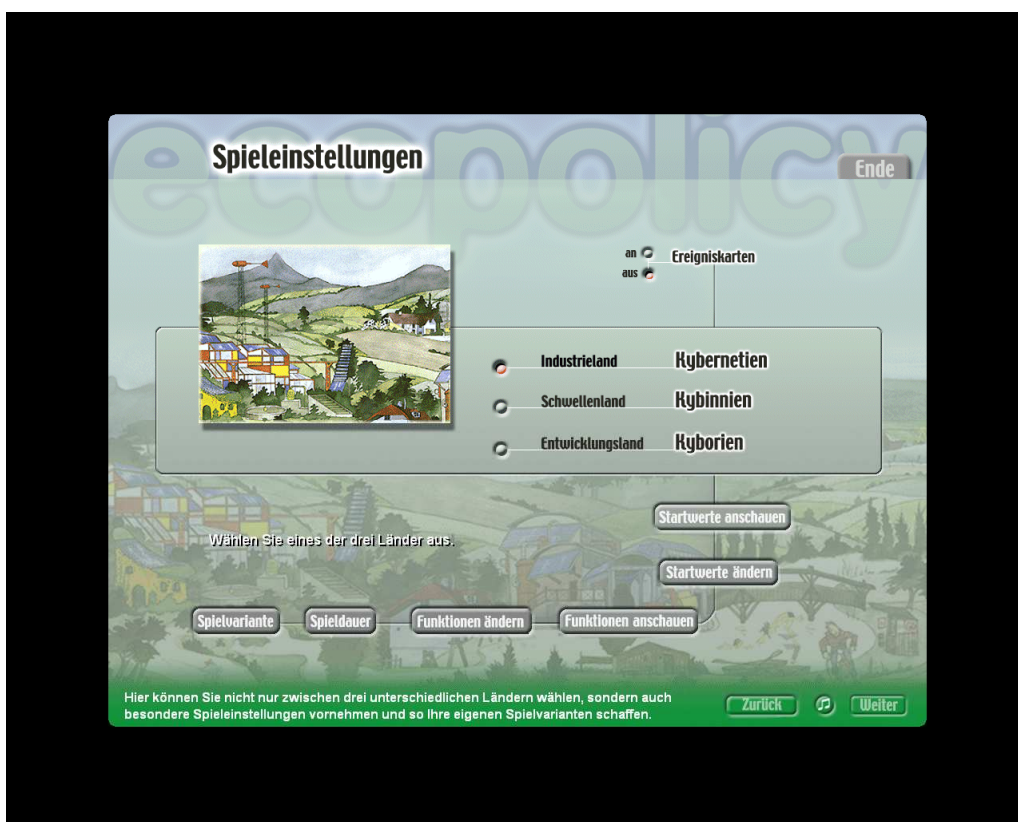 ecopolicy
Spieleinstellungen
Ende
an
aus
Ereigniskarten
Industrieland Kybernetien
Schwellenland Kybinnien
Entwicklungsland Kyborien
Startwerte anschauen
Wählen Sie eines der drei Länder aus.
Startwerte ändern
Spielvariante Spieldauer Funktionen ändern Funktionen anschauen
Hier können Sie nicht nur zwischen drei unterschiedlichen Ländern wählen, sondern auch
besondere Spieleinstellungen vornehmen und so Ihre eigenen Spielvarianten schaffen.
Zurück Weiter